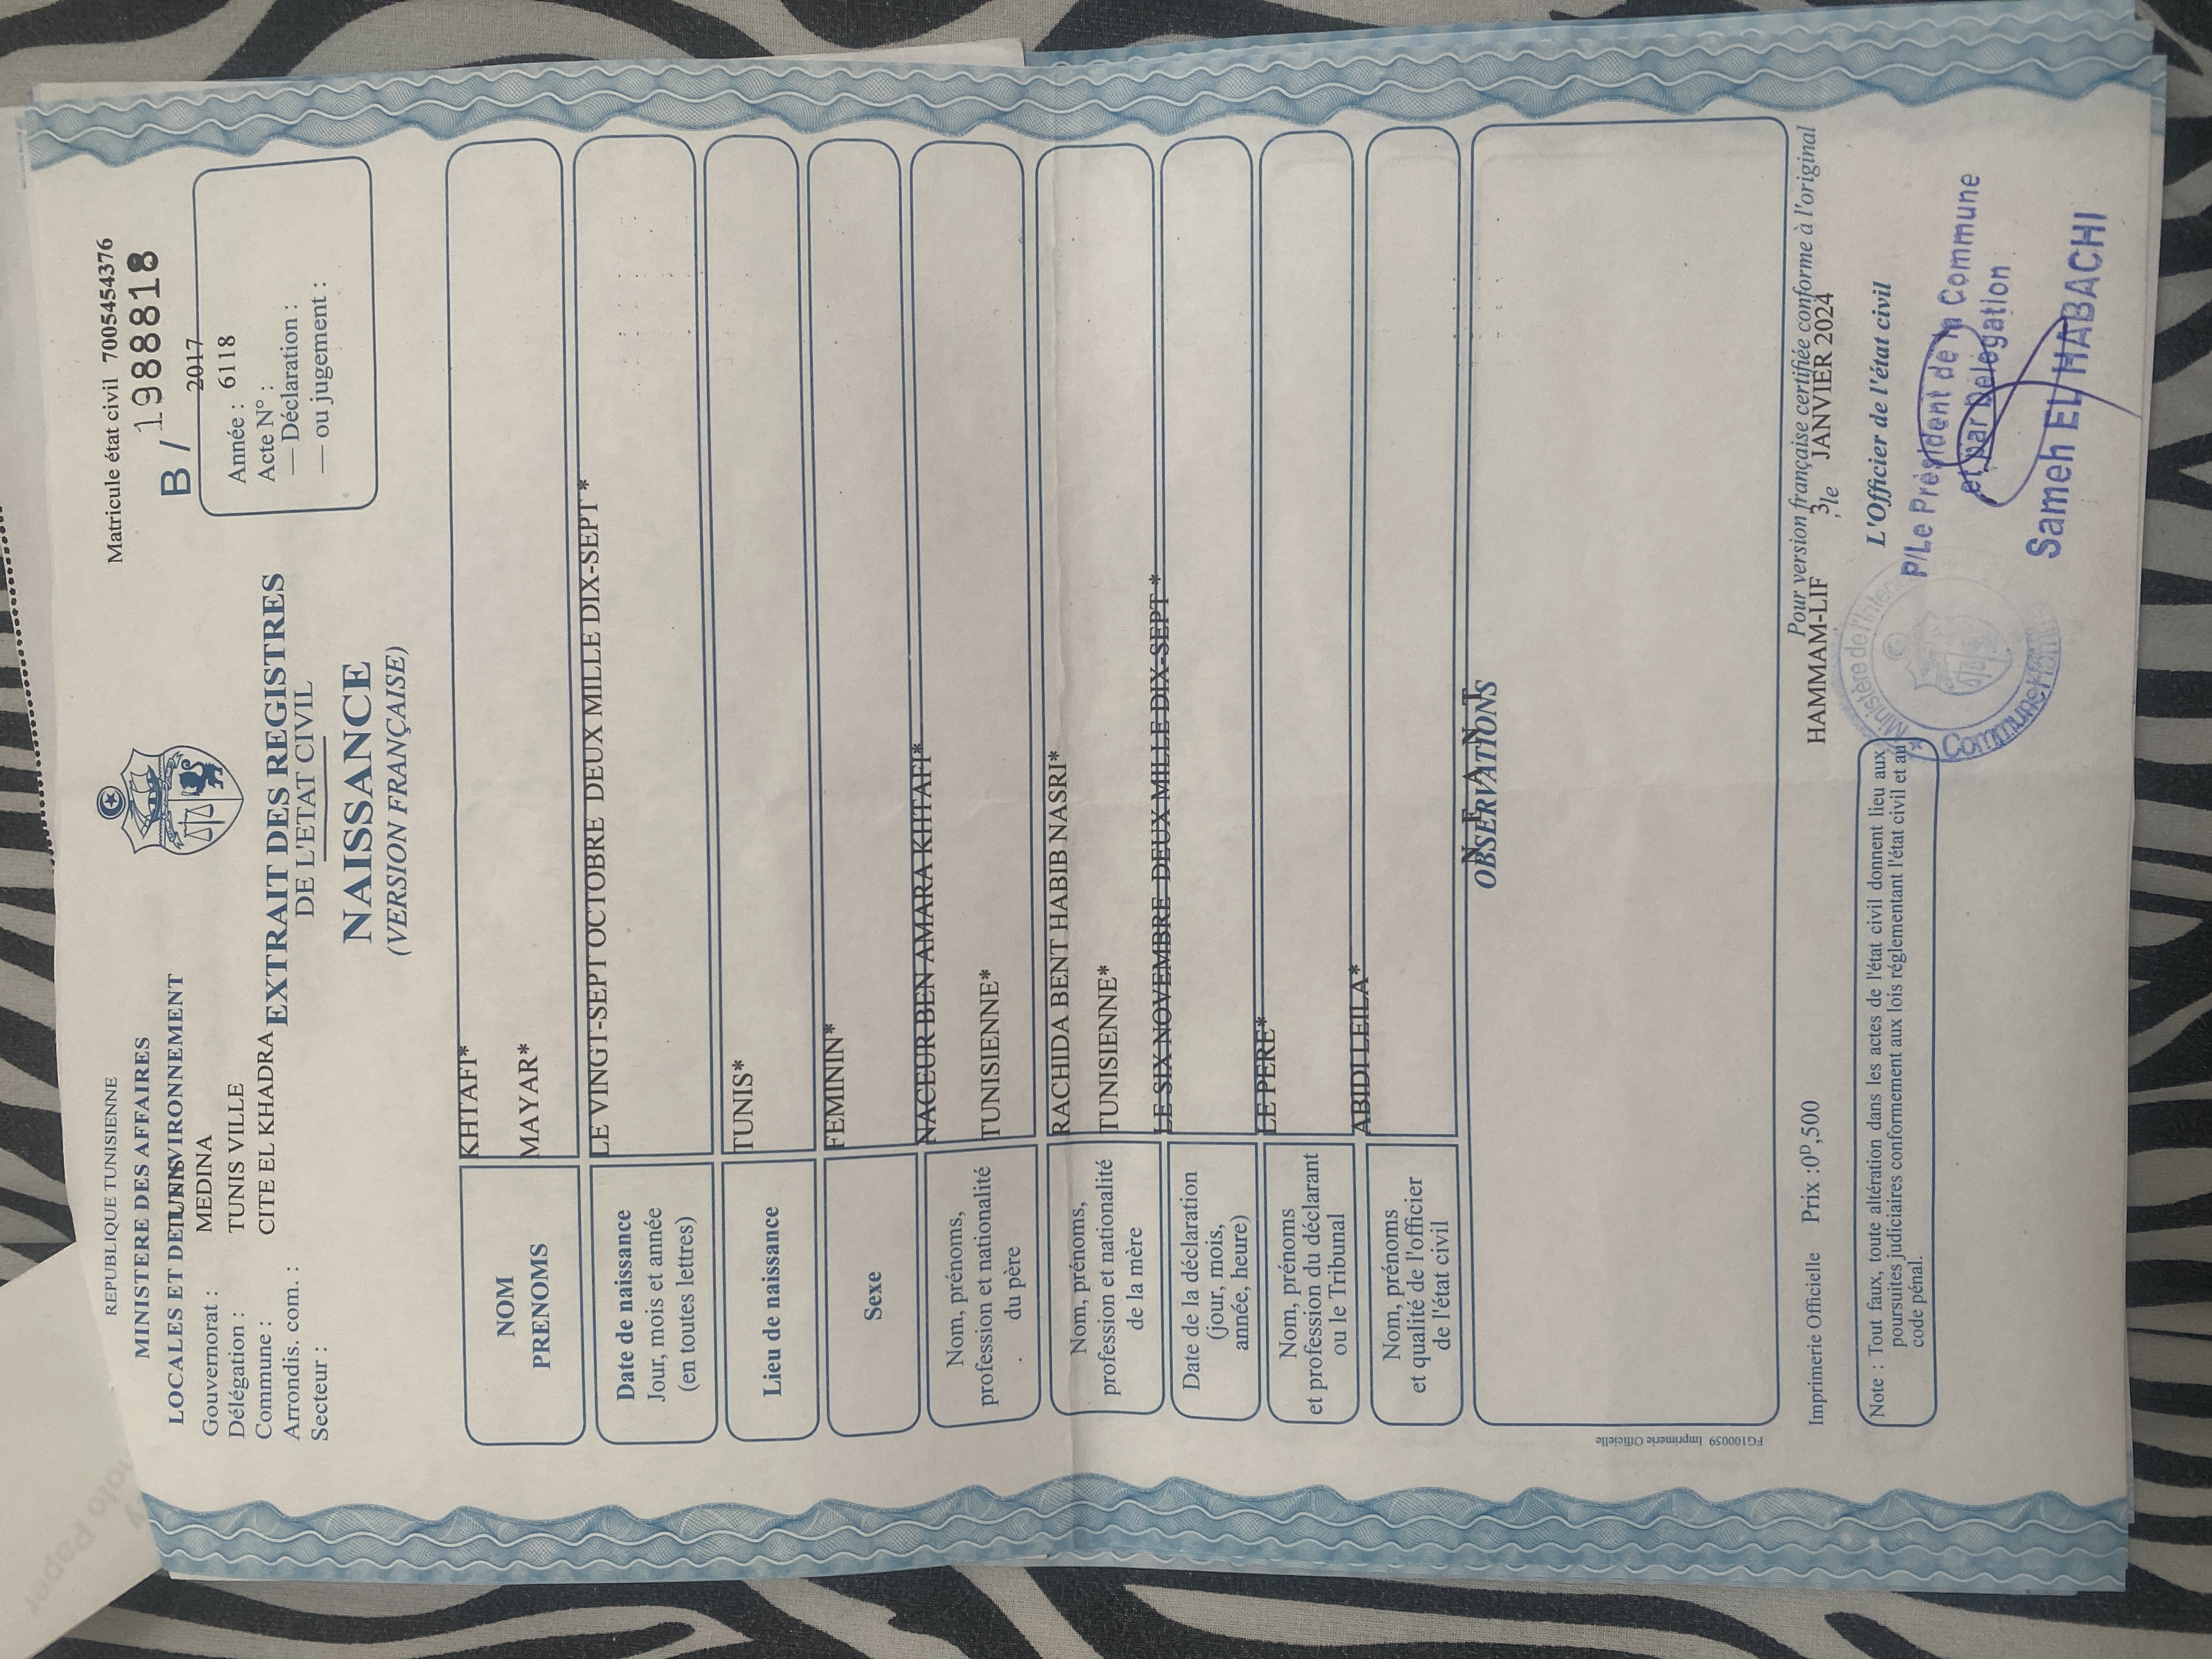 REPUBLIQUE TUNISIENNE
MINISTERE DES AFFAIRES
LOCALES ET DE L'ENVIRONNEMENT
TUNIS
Gouvernorat : MEDINA
Délégation : TUNIS VILLE
Commune : CITE EL KHADRA
Arrondis. com. :
Secteur :
Matricule état civil 7005454376
B / 1988818
2017
Année : 6118
Acte N° :
— Déclaration :
— ou jugement :
EXTRAIT DES REGISTRES
DE L'ETAT CIVIL
NAISSANCE
(VERSION FRANÇAISE)
NOM
PRENOMS
KHTAFI*
MAYAR*
Date de naissance
Jour, mois et année
(en toutes lettres)
LE VINGT-SEPT OCTOBRE DEUX MILLE DIX-SEPT *
Lieu de naissance
TUNIS*
Sexe
FEMININ*
Nom, prénoms,
profession et nationalité
du père
NACEUR BEN AMARA KHTAFI*
TUNISIENNE*
Nom, prénoms,
profession et nationalité
de la mère
RACHIDA BENT HABIB NASRI*
TUNISIENNE*
Date de la déclaration
(jour, mois,
année, heure)
LE SIX NOVEMBRE DEUX MILLE DIX-SEPT *
Nom, prénoms
et profession du déclarant
ou le Tribunal
LE PERE*
Nom, prénoms
et qualité de l'officier
de l'état civil
ABIDI LEILA*
N E A N T
OBSERVATIONS
FG100059 Imprimerie Officielle
Imprimerie Officielle Prix :0D,500
Pour version française certifiée conforme à l'original
HAMMAM-LIF , le 3 JANVIER 2024
L'Officier de l'état civil
P/Le Président de la Commune
et par Delegation
Sameh EL HABACHI
Ministère de l'Interieur
Commune
Note : Tout faux, toute altération dans les actes de l'état civil donnent lieu aux
poursuites judiciaires conformement aux lois réglementant l'état civil et au
code pénal.
Paper